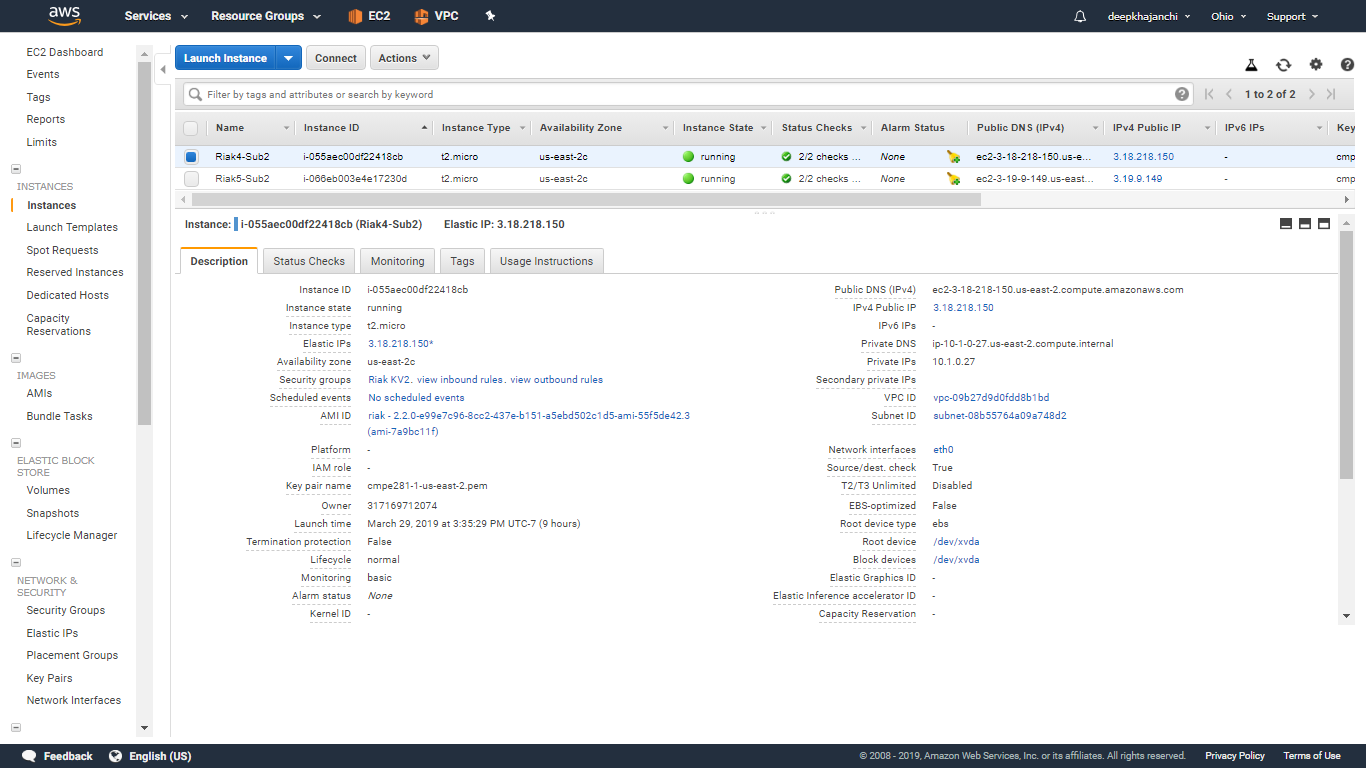 aws Services Resource Groups EC2 VPC deepkhajanchi Ohio Support
EC2 Dashboard
Events
Tags
Reports
Limits
INSTANCES
Instances
Launch Templates
Spot Requests
Reserved Instances
Dedicated Hosts
Capacity
Reservations
IMAGES
AMIs
Bundle Tasks
ELASTIC BLOCK
STORE
Volumes
Snapshots
Lifecycle Manager
NETWORK &
SECURITY
Security Groups
Elastic IPs
Placement Groups
Key Pairs
Network Interfaces
Launch Instance Connect Actions
Filter by tags and attributes or search by keyword 1 to 2 of 2
Name Instance ID Instance Type Availability Zone Instance State Status Checks Alarm Status Public DNS (IPv4) IPv4 Public IP IPv6 IPs Key
Riak4-Sub2 i-055aec00df22418cb t2.micro us-east-2c running 2/2 checks ... None ec2-3-18-218-150.us-e... 3.18.218.150 - cmp
Riak5-Sub2 i-066eb003e4e17230d t2.micro us-east-2c running 2/2 checks ... None ec2-3-19-9-149.us-east... 3.19.9.149 - cmp
Instance: i-055aec00df22418cb (Riak4-Sub2) Elastic IP: 3.18.218.150
Description Status Checks Monitoring Tags Usage Instructions
Instance ID i-055aec00df22418cb
Instance state running
Instance type t2.micro
Elastic IPs 3.18.218.150*
Availability zone us-east-2c
Security groups Riak KV2. view inbound rules. view outbound rules
Scheduled events No scheduled events
AMI ID riak - 2.2.0-e99e7c96-8cc2-437e-b151-a5ebd502c1d5-ami-55f5de42.3
(ami-7a9bc11f)
Platform -
IAM role -
Key pair name cmpe281-1-us-east-2.pem
Owner 317169712074
Launch time March 29, 2019 at 3:35:29 PM UTC-7 (9 hours)
Termination protection False
Lifecycle normal
Monitoring basic
Alarm status None
Kernel ID -
Public DNS (IPv4) ec2-3-18-218-150.us-east-2.compute.amazonaws.com
IPv4 Public IP 3.18.218.150
IPv6 IPs -
Private DNS ip-10-1-0-27.us-east-2.compute.internal
Private IPs 10.1.0.27
Secondary private IPs
VPC ID vpc-09b27d9d0fdd8b1bd
Subnet ID subnet-08b55764a09a748d2
Network interfaces eth0
Source/dest. check True
T2/T3 Unlimited Disabled
EBS-optimized False
Root device type ebs
Root device /dev/xvda
Block devices /dev/xvda
Elastic Graphics ID -
Elastic Inference accelerator ID -
Capacity Reservation -
Feedback English (US) © 2008 - 2019, Amazon Web Services, Inc. or its affiliates. All rights reserved. Privacy Policy Terms of Use